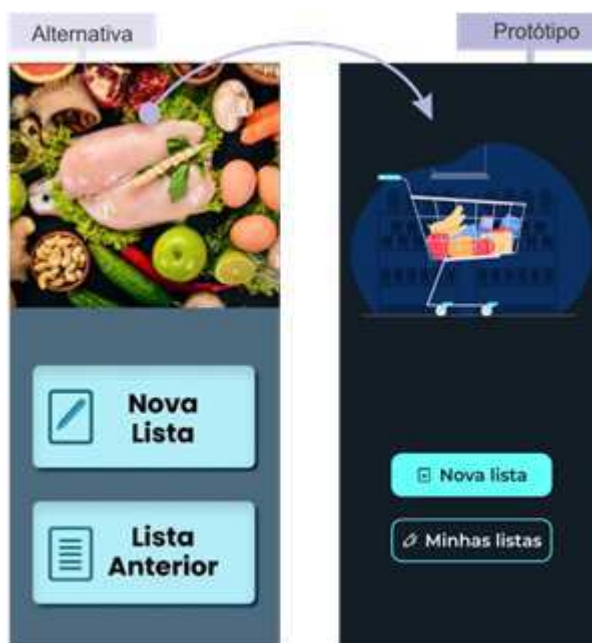 Alternativa
Protótipo
Nova
Lista
Lista
Anterior
Nova lista
Minhas listas